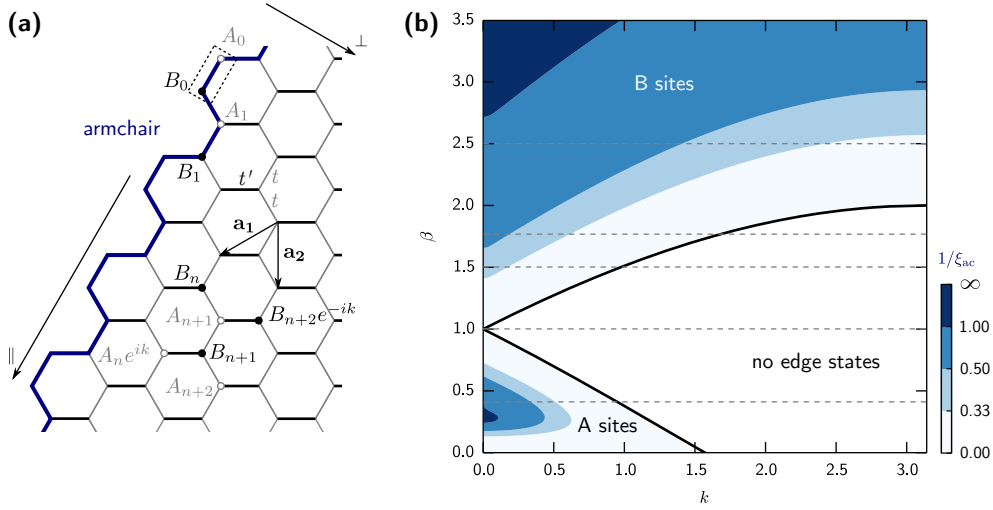 (a)
⊥
A₀
B₀
A₁
armchair
B₁
t′
t
t
a₁
a₂
Bₙ
Aₙ₊₁
Bₙ₊₂e⁻ⁱᵏ
Aₙeⁱᵏ
Bₙ₊₁
Aₙ₊₂
∥
(b)
3.5
3.0
2.5
2.0
1.5
1.0
0.5
0.0
β
B sites
no edge states
A sites
0.0 0.5 1.0 1.5 2.0 2.5 3.0
k
1/ξ_ac
∞
1.00
0.33
0.00